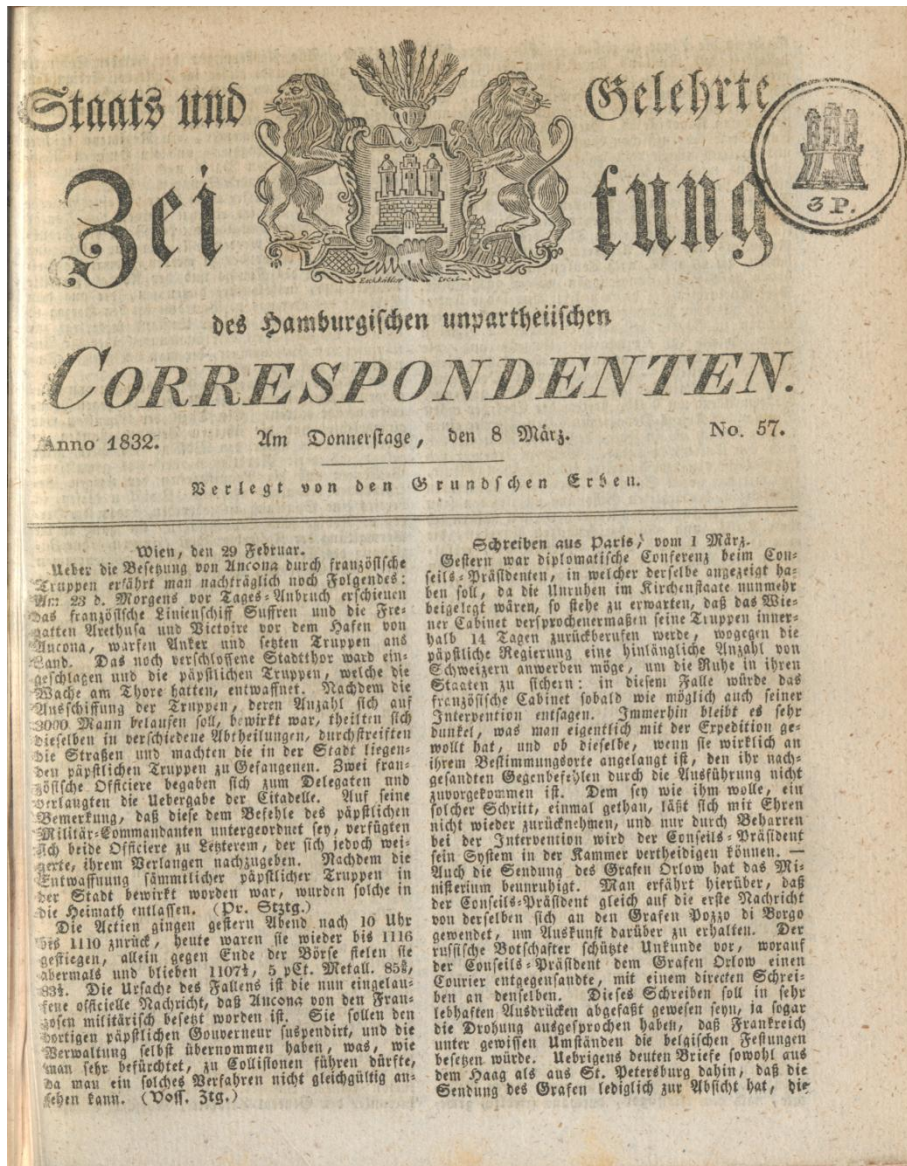 Staats und Gelehrte
Zeitung
3 P.
des Hamburgischen unpartheiischen
CORRESPONDENTEN.
Anno 1832. Am Donnerstage, den 8 März. No. 57.
Verlegt von den Grundschen Erben.
Wien, den 29 Februar.
Ueber die Besetzung von Ancona durch französische
Truppen erfährt man nachträglich noch Folgendes:
Am 23 d. Morgens vor Tages-Anbruch erschienen
das französische Linienschiff Suffren und die Fre-
gatten Arethusa und Victoire vor dem Hafen von
Ancona, warfen Anker und setzten Truppen ans
Land. Das noch verschlossene Stadtthor ward ein-
geschlagen und die päpstlichen Truppen, welche die
Wache am Thore hatten, entwaffnet. Nachdem die
Ausschiffung der Truppen, deren Anzahl sich auf
3000 Mann belaufen soll, bewirkt war, theilten sich
dieselben in verschiedene Abtheilungen, durchstreiften
die Straßen und machten die in der Stadt liegen-
den päpstlichen Truppen zu Gefangenen. Zwei fran-
zösische Officiere begaben sich zum Delegaten und
verlangten die Uebergabe der Citadelle. Auf seine
Bemerkung, daß diese dem Befehle des päpstlichen
Militär-Commandanten untergeordnet sey, verfügten
sich beide Officiere zu Letzterem, der sich jedoch wei-
gerte, ihrem Verlangen nachzugeben. Nachdem die
Entwaffnung sämmtlicher päpstlicher Truppen in
der Stadt bewirkt worden war, wurden solche in
die Heimath entlassen. (Pr. Stztg.)
Die Actien gingen gestern Abend nach 10 Uhr
bis 1110 zurück, heute waren sie wieder bis 1116
gestiegen, allein gegen Ende der Börse fielen sie
abermals und blieben 1107½, 5 pCt. Metall.
Die Ursache des Fallens ist die nun eingelau-
fene officielle Nachricht, daß Ancona von den Fran-
zosen militärisch besetzt worden ist. Sie sollen den
dortigen päpstlichen Gouverneur suspendirt, und die
Verwaltung selbst übernommen haben, was, wie
man sehr befürchtet, zu Collisionen führen dürfte,
da man ein solches Verfahren nicht gleichgültig an-
sehen kann. (Voss. Ztg.)
Schreiben aus Paris, vom 1 März.
Gestern war diplomatische Conferenz beim Con-
seils-Präsidenten, in welcher derselbe angezeigt ha-
ben soll, da die Unruhen im Kirchenstaate nunmehr
beigelegt wären, so stehe zu erwarten, daß das Wie-
ner Cabinet versprochenermaßen seine Truppen inner-
halb 14 Tagen zurückberufen werde, wogegen die
päpstliche Regierung eine hinlängliche Anzahl von
Schweizern anwerben möge, um die Ruhe in ihren
Staaten zu sichern: in diesem Falle würde das
französische Cabinet sobald wie möglich auch seiner
Intervention entsagen. Immerhin bleibt es sehr
dunkel, was man eigentlich mit der Expedition ge-
wollt hat, und ob dieselbe, wenn sie wirklich an
ihrem Bestimmungsorte angelangt ist, den ihr nach-
gesandten Gegenbefehlen durch die Ausführung nicht
zuvorgekommen ist. Dem sey wie ihm wolle, ein
solcher Schritt, einmal gethan, läßt sich mit Ehren
nicht wieder zurücknehmen, und nur durch Beharren
bei der Intervention wird der Conseils-Präsident
sein System in der Kammer vertheidigen können. —
Auch die Sendung des Grafen Orlow hat das Mi-
nisterium beunruhigt. Man erfährt hierüber, daß
der Conseils-Präsident gleich auf die erste Nachricht
von derselben sich an den Grafen Pozzo di Borgo
gewendet, um Auskunft darüber zu erhalten. Der
russische Botschafter schützte Unkunde vor, worauf
der Conseils-Präsident dem Grafen Orlow einen
Courier entgegensandte, mit einem directen Schrei-
ben an denselben. Dieses Schreiben soll in sehr
lebhaften Ausdrücken abgefaßt gewesen seyn, ja sogar
die Drohung ausgesprochen haben, daß Frankreich
unter gewissen Umständen die belgischen Festungen
besetzen würde. Uebrigens deuten Briefe sowohl aus
dem Haag als aus St. Petersburg dahin, daß die
Sendung des Grafen lediglich zur Absicht hat, die